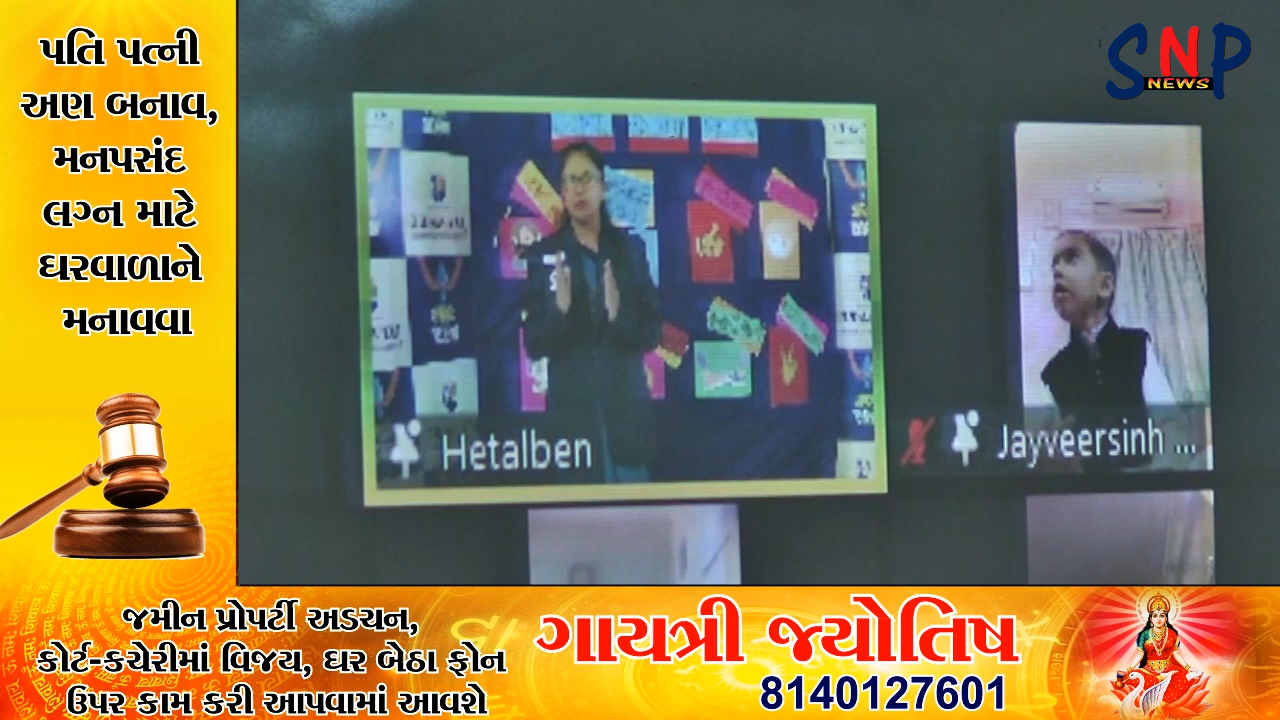 પતિ પત્ની
અણ બનાવ,
મનપસંદ
લગ્ન માટે
ઘરવાળાને
મનાવવા
SNP
NEWS
Hetalben
Jayveersinh ...
જમીન પ્રોપર્ટી અડચન,
કોર્ટ-કચેરીમાં વિજય, ઘર બેઠા ફોન
ઉપર કામ કરી આપવામાં આવશે
ગાયત્રી જ્યોતિષ
8140127601